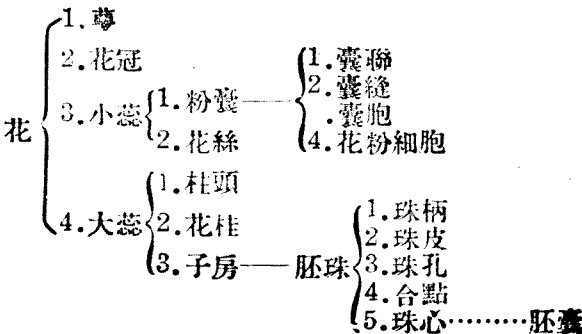 花
1.萼
2.花冠
3.小蕊
1.粉囊
1.囊聯
2.囊縫
.囊胞
4.花粉細胞
2.花絲
4.大蕊
1.柱頭
2.花柱
3.子房——胚珠
1.珠柄
2.珠皮
3.珠孔
4.合點
5.珠心………胚囊